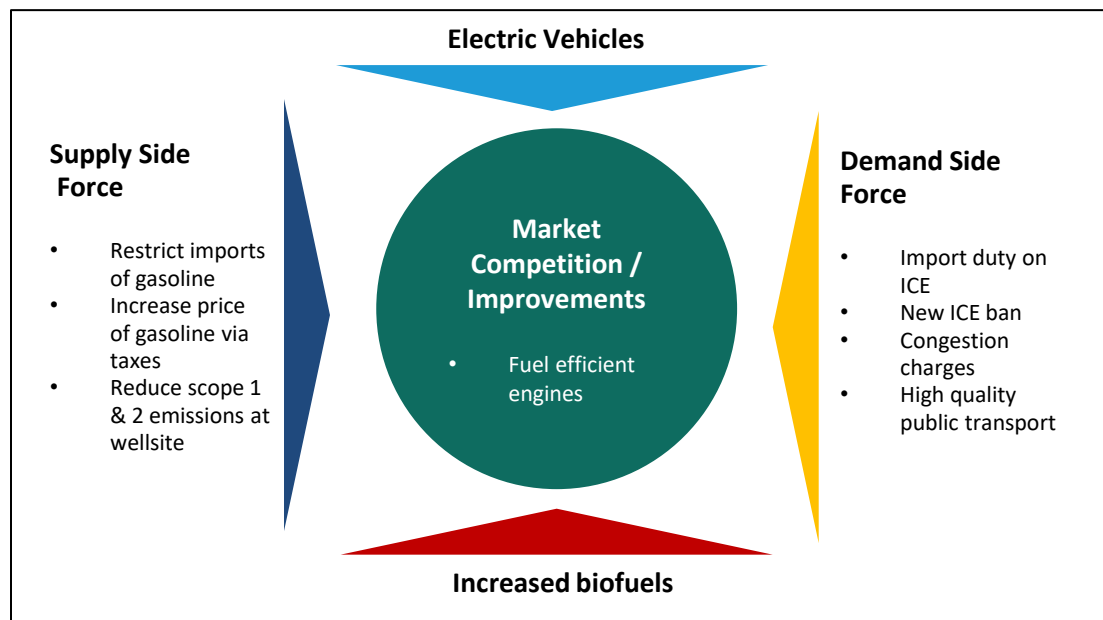 Electric Vehicles
Supply Side
Force
• Restrict imports
of gasoline
• Increase price
of gasoline via
taxes
• Reduce scope 1
& 2 emissions at
wellsite
Market
Competition /
Improvements
• Fuel efficient
engines
Demand Side
Force
• Import duty on
ICE
• New ICE ban
• Congestion
charges
• High quality
public transport
Increased biofuels